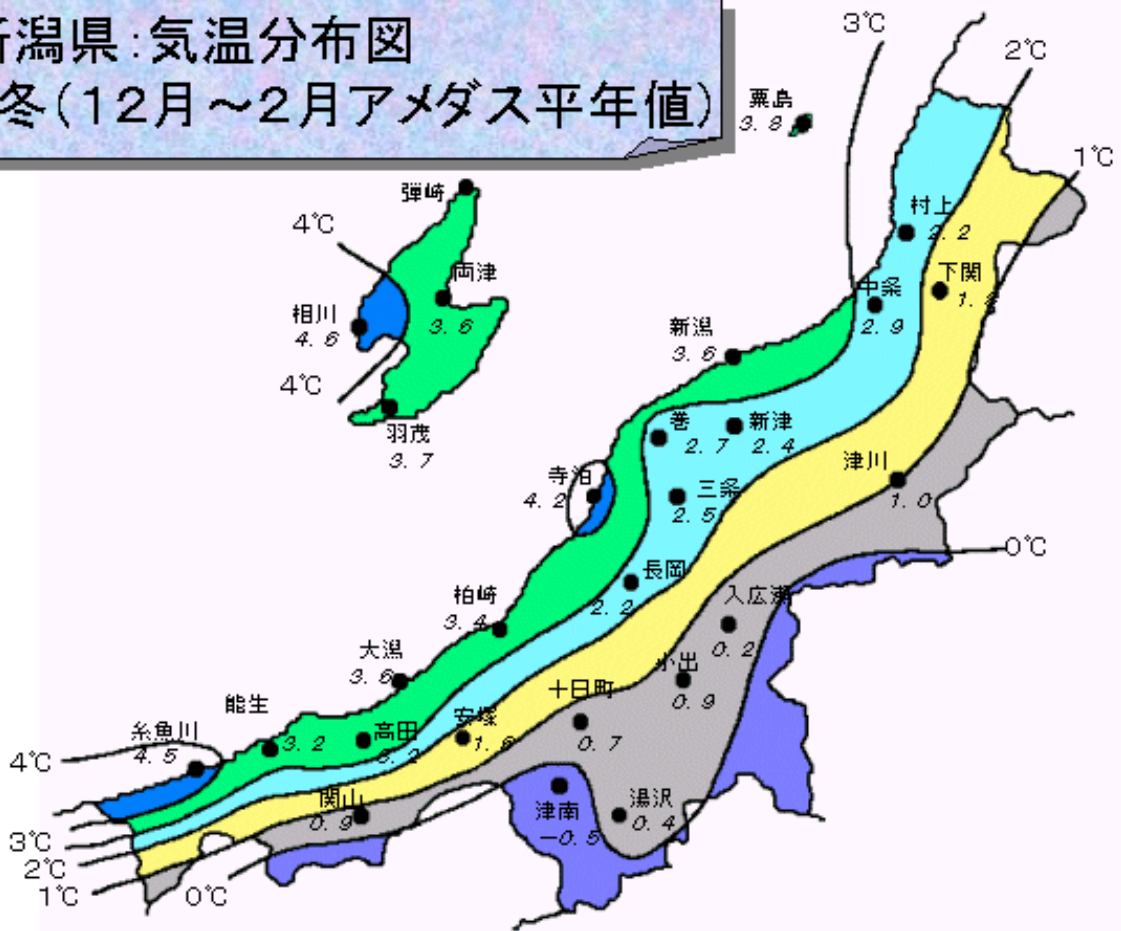 新潟県：気温分布図
冬（１２月～２月アメダス平年値）
3℃
2℃
粟島
3. 8
1℃
弾崎
4℃
村上
2. 2
両津
3. 6
下関
相川
4. 6
中条
2. 9
新潟
3. 6
4℃
羽茂
3. 7
巻
2. 7
新津
2. 4
津川
1. 0
寺泊
4. 2
三条
2. 5
0℃
長岡
2. 2
柏崎
3. 4
入広瀬
0. 2
大潟
3. 6
小出
0. 9
十日町
0. 7
能生
3. 2
糸魚川
4. 5
高田
3. 2
安塚
1. 6
4℃
関山
0. 9
津南
－0. 5
湯沢
0. 4
3℃
2℃
1℃
0℃